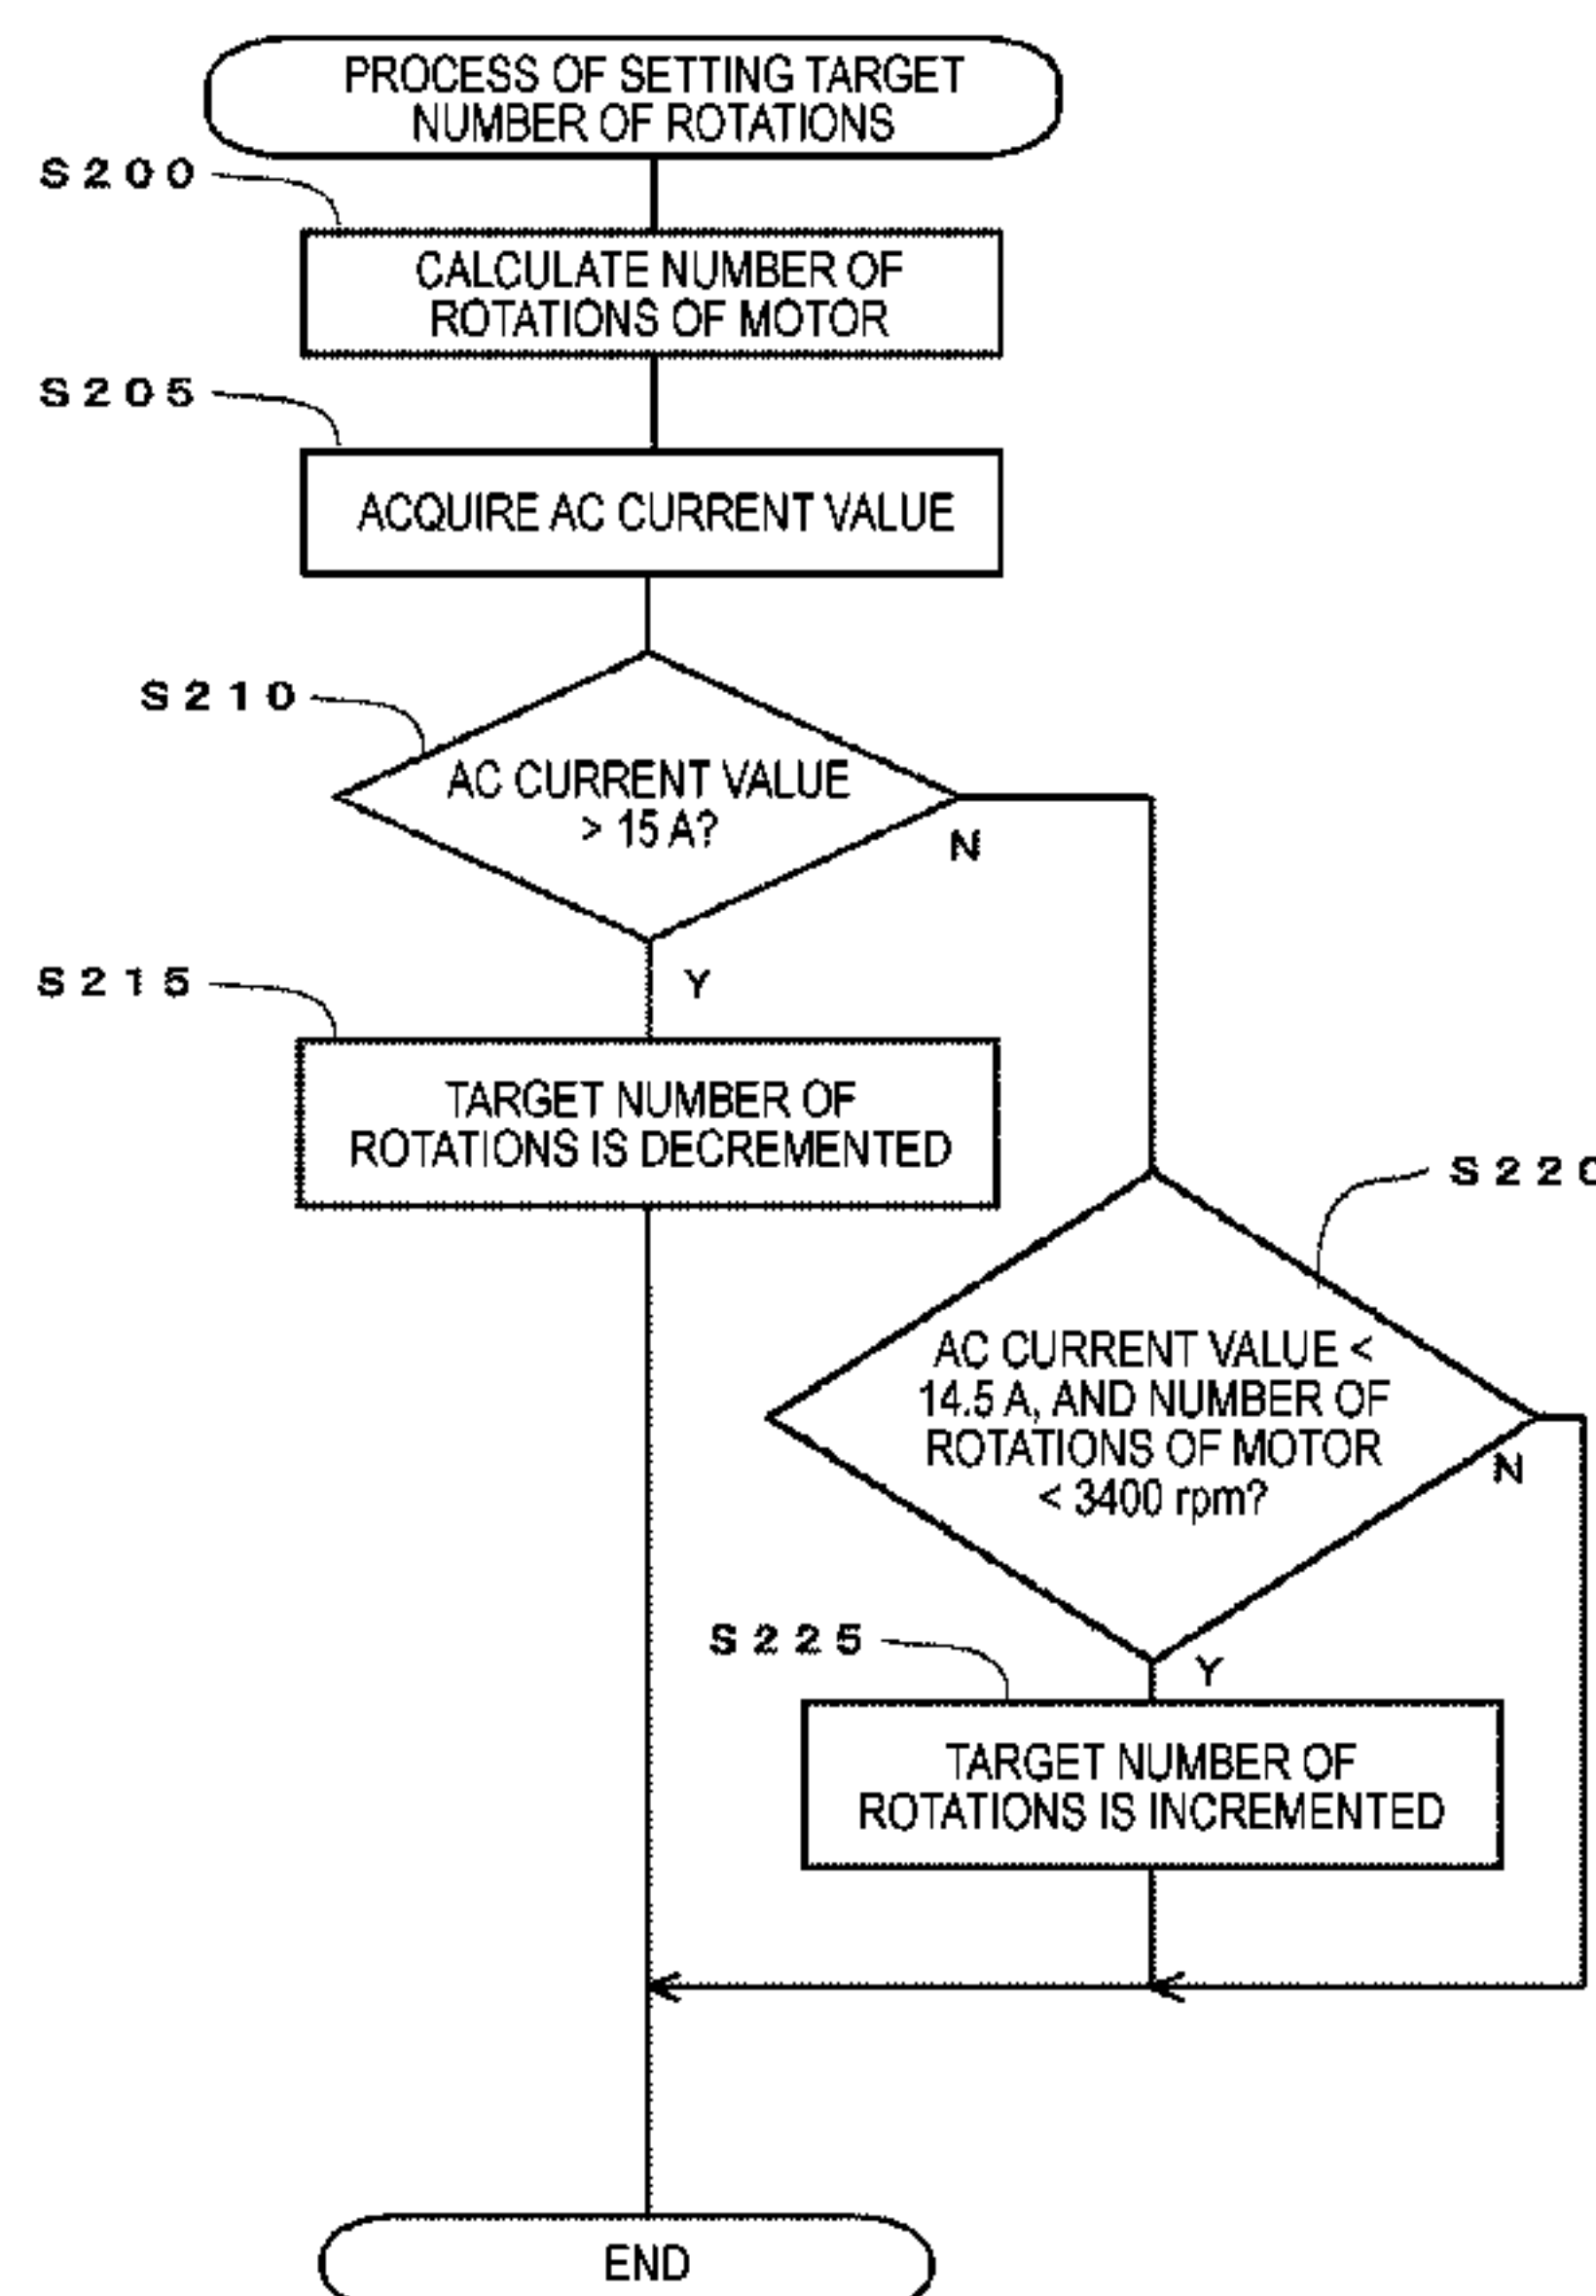 PROCESS OF SETTING TARGET
NUMBER OF ROTATIONS
S200
CALCULATE NUMBER OF
ROTATIONS OF MOTOR
S205
ACQUIRE AC CURRENT VALUE
S210
AC CURRENT VALUE
> 15 A?
N
Y
S215
TARGET NUMBER OF
ROTATIONS IS DECREMENTED
S220
AC CURRENT VALUE <
14.5 A, AND NUMBER OF
ROTATIONS OF MOTOR
< 3400 rpm?
N
Y
S225
TARGET NUMBER OF
ROTATIONS IS INCREMENTED
END